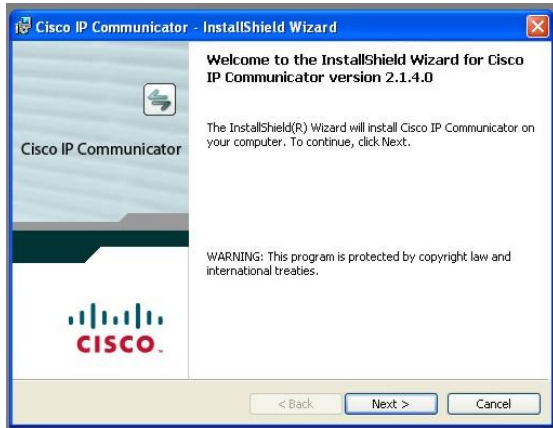 Cisco IP Communicator - InstallShield Wizard
Welcome to the InstallShield Wizard for Cisco
IP Communicator version 2.1.4.0
The InstallShield(R) Wizard will install Cisco IP Communicator on
your computer. To continue, click Next.
Cisco IP Communicator
WARNING: This program is protected by copyright law and
international treaties.
CISCO
< Back
Next >
Cancel